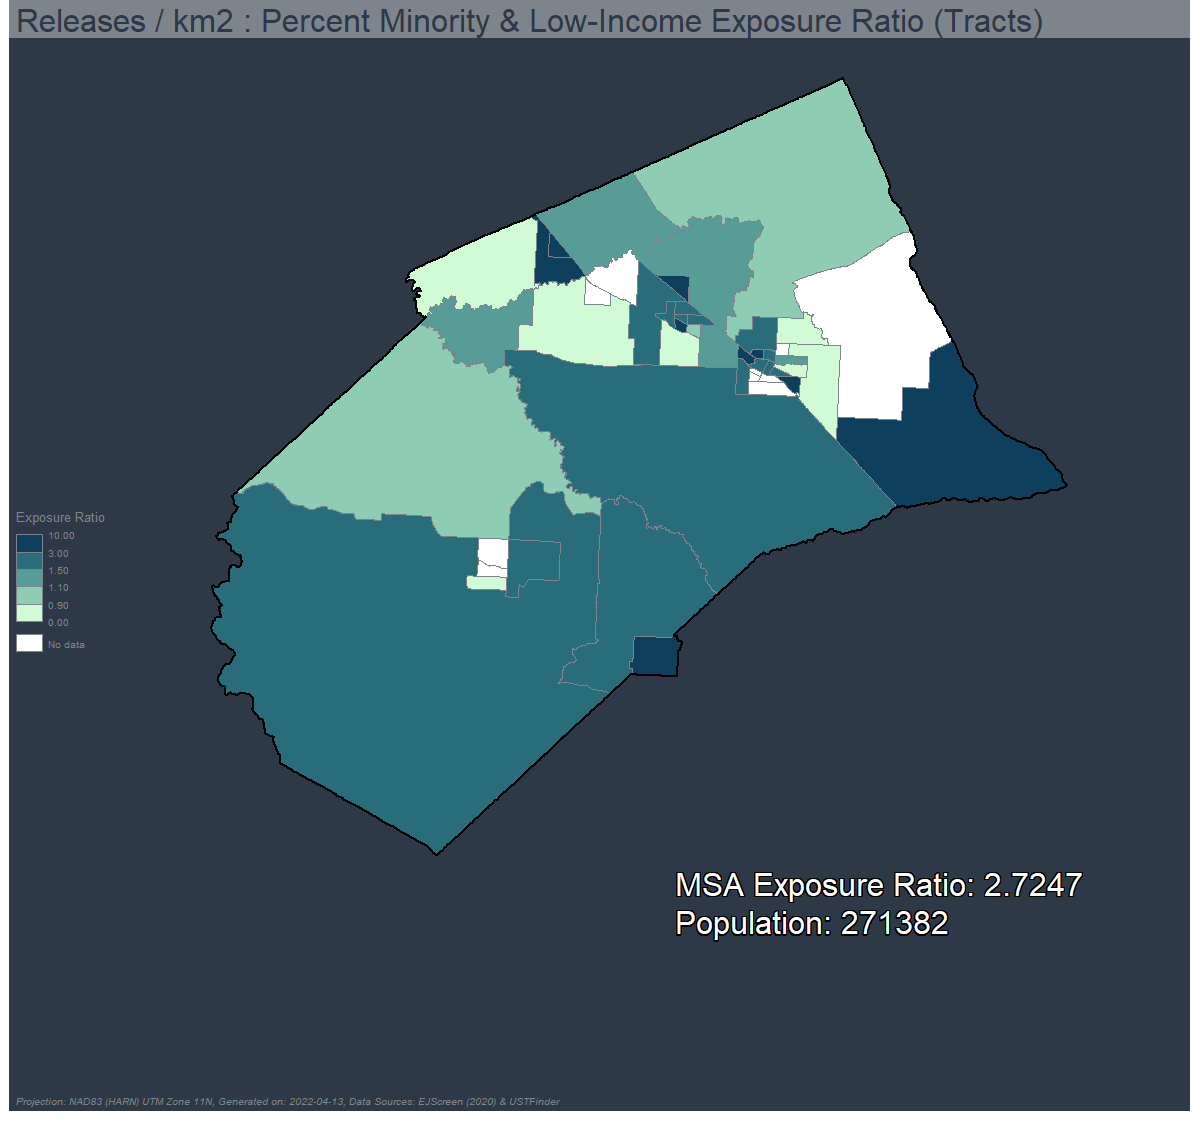 Releases / km2 : Percent Minority & Low-Income Exposure Ratio (Tracts)
Exposure Ratio
10.00
3.00
1.50
1.10
0.90
0.00
No data
MSA Exposure Ratio: 2.7247
Population: 271382
Projection: NAD83 (HARN) UTM Zone 11N, Generated on: 2022-04-13, Data Sources: EJScreen (2020) & USTFinder